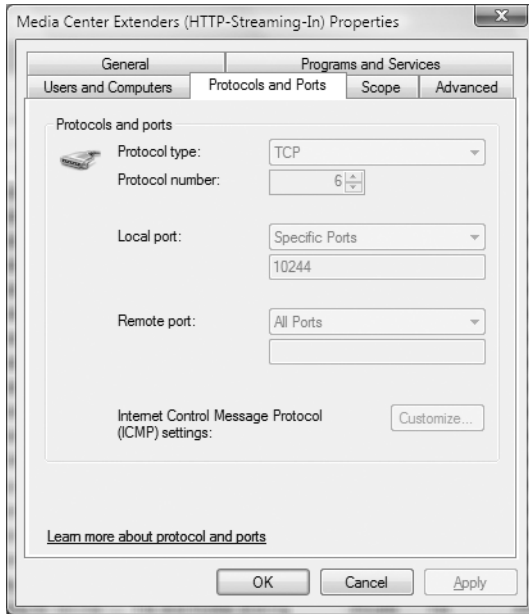 Media Center Extenders (HTTP-Streaming-In) Properties
x
General
Programs and Services
Users and Computers
Protocols and Ports
Scope
Advanced
Protocols and ports
Protocol type:
TCP
Protocol number:
6
Local port:
Specific Ports
10244
Remote port:
All Ports
Internet Control Message Protocol
(ICMP) settings:
Customize...
Learn more about protocol and ports
OK
Cancel
Apply